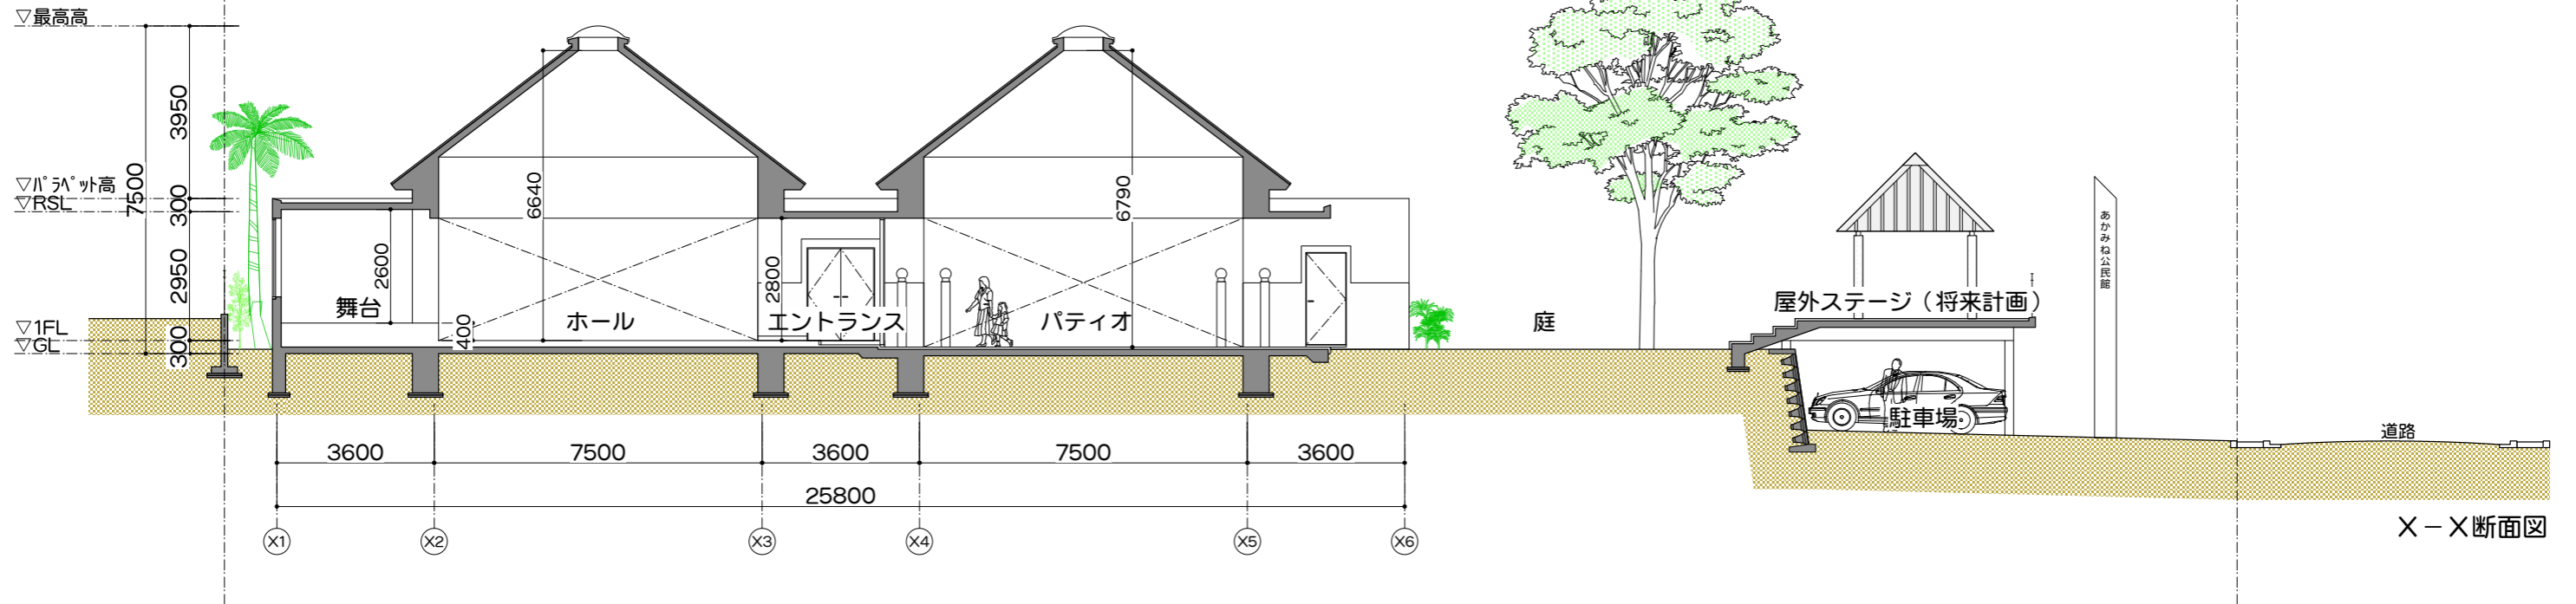 ▽最高高
3950
7500
▽パラペット高
300
▽RSL
2950
▽1FL
▽GL
300
6640
6790
2600
2800
400
舞台
ホール
エントランス
パティオ
庭
屋外ステージ（将来計画）
あかみね公民館
駐車場
道路
3600
7500
3600
7500
3600
25800
X1
X2
X3
X4
X5
X6
X－X断面図